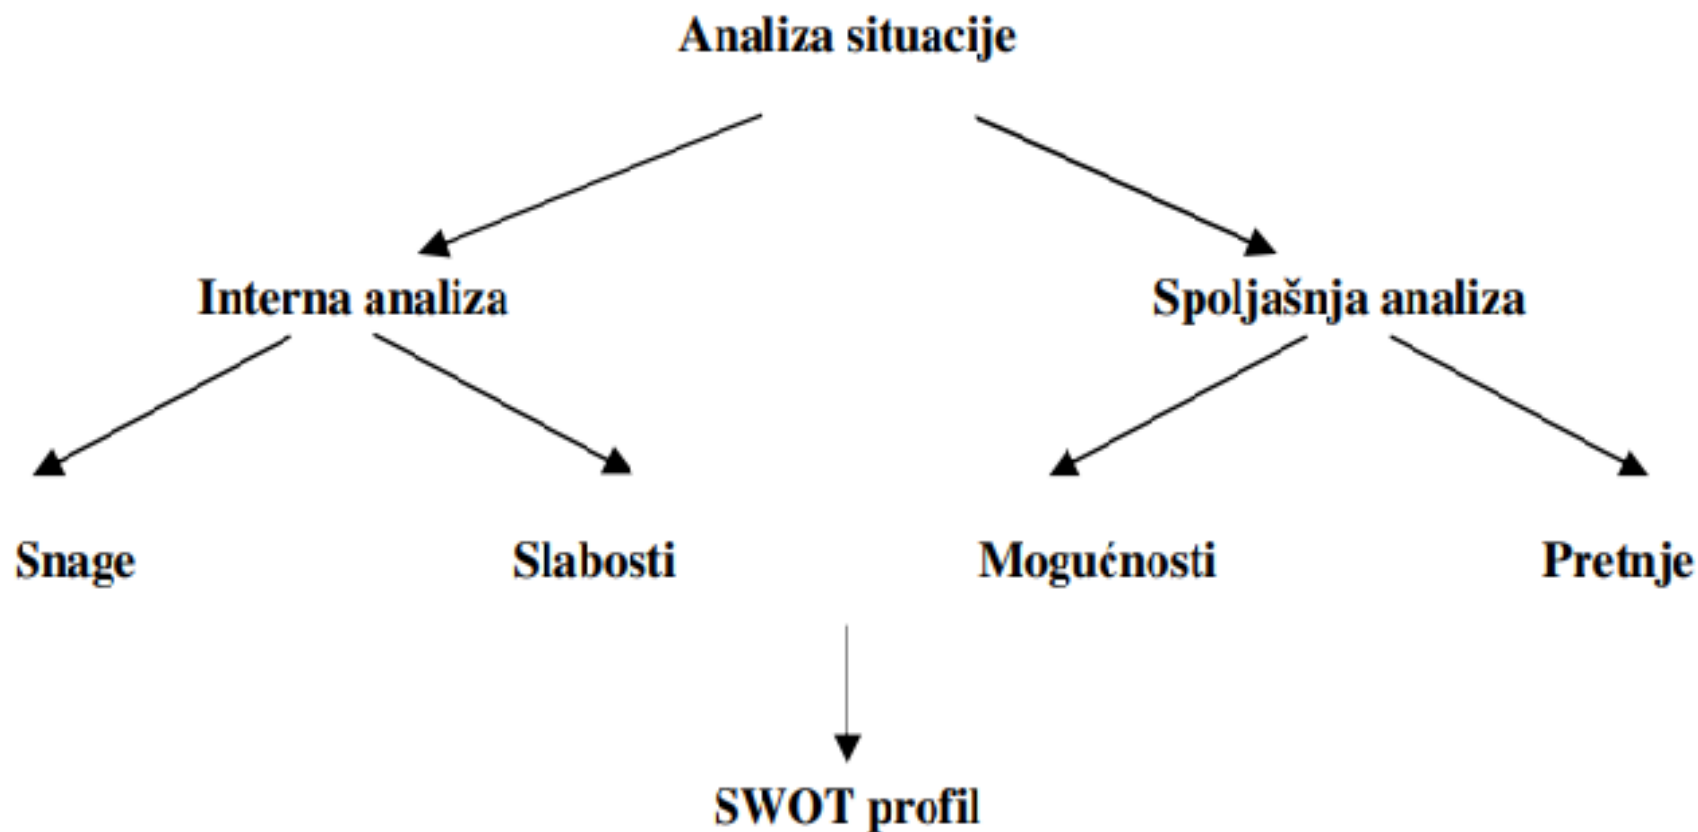 Analiza situacije
Interna analiza
Spoljašnja analiza
Snage
Slabosti
Mogućnosti
Pretnje
SWOT profil